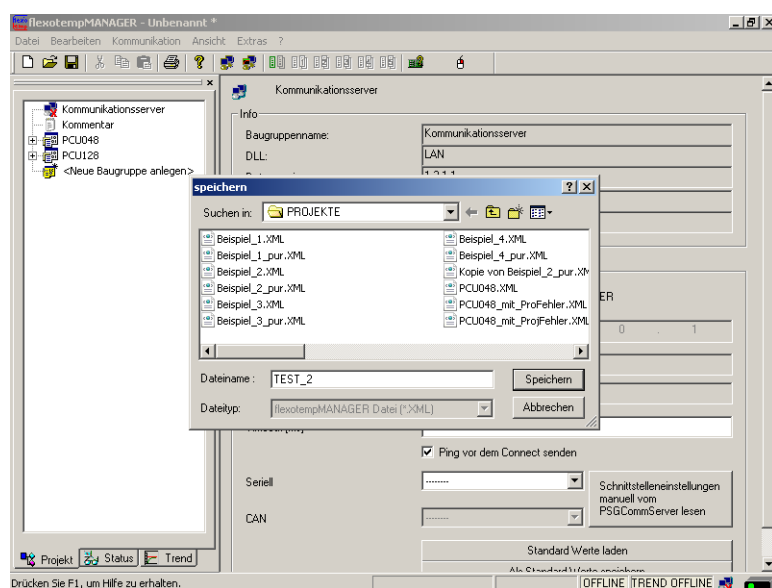 flexotempMANAGER - Unbenannt *
Datei Bearbeiten Kommunikation Ansicht Extras ?
Kommunikationsserver
Kommentar
PCU048
PCU128
<Neue Baugruppe anlegen>
Projekt Status Trend
Kommunikationsserver
Info
Baugruppenname: Kommunikationsserver
DLL: LAN
speichern
Suchen in: PROJEKTE
Beispiel_1.XML
Beispiel_1_pur.XML
Beispiel_2.XML
Beispiel_2_pur.XML
Beispiel_3.XML
Beispiel_3_pur.XML
Beispiel_4.XML
Beispiel_4_pur.XML
Kopie von Beispiel_2_pur.XM
PCU048.XML
PCU048_mit_ProFehler.XML
PCU048_mit_ProjFehler.XML
Dateiname : TEST_2 Speichern
Dateityp: flexotempMANAGER Datei (*.XML) Abbrechen
ER
0 . 1
Ping vor dem Connect senden
Seriell --------
CAN --------
Schnittstelleneinstellungen
manuell vom
PSGCommServer lesen
Standard Werte laden
Als Standard Werte speichern
Drücken Sie F1, um Hilfe zu erhalten. OFFLINE TREND OFFLINE